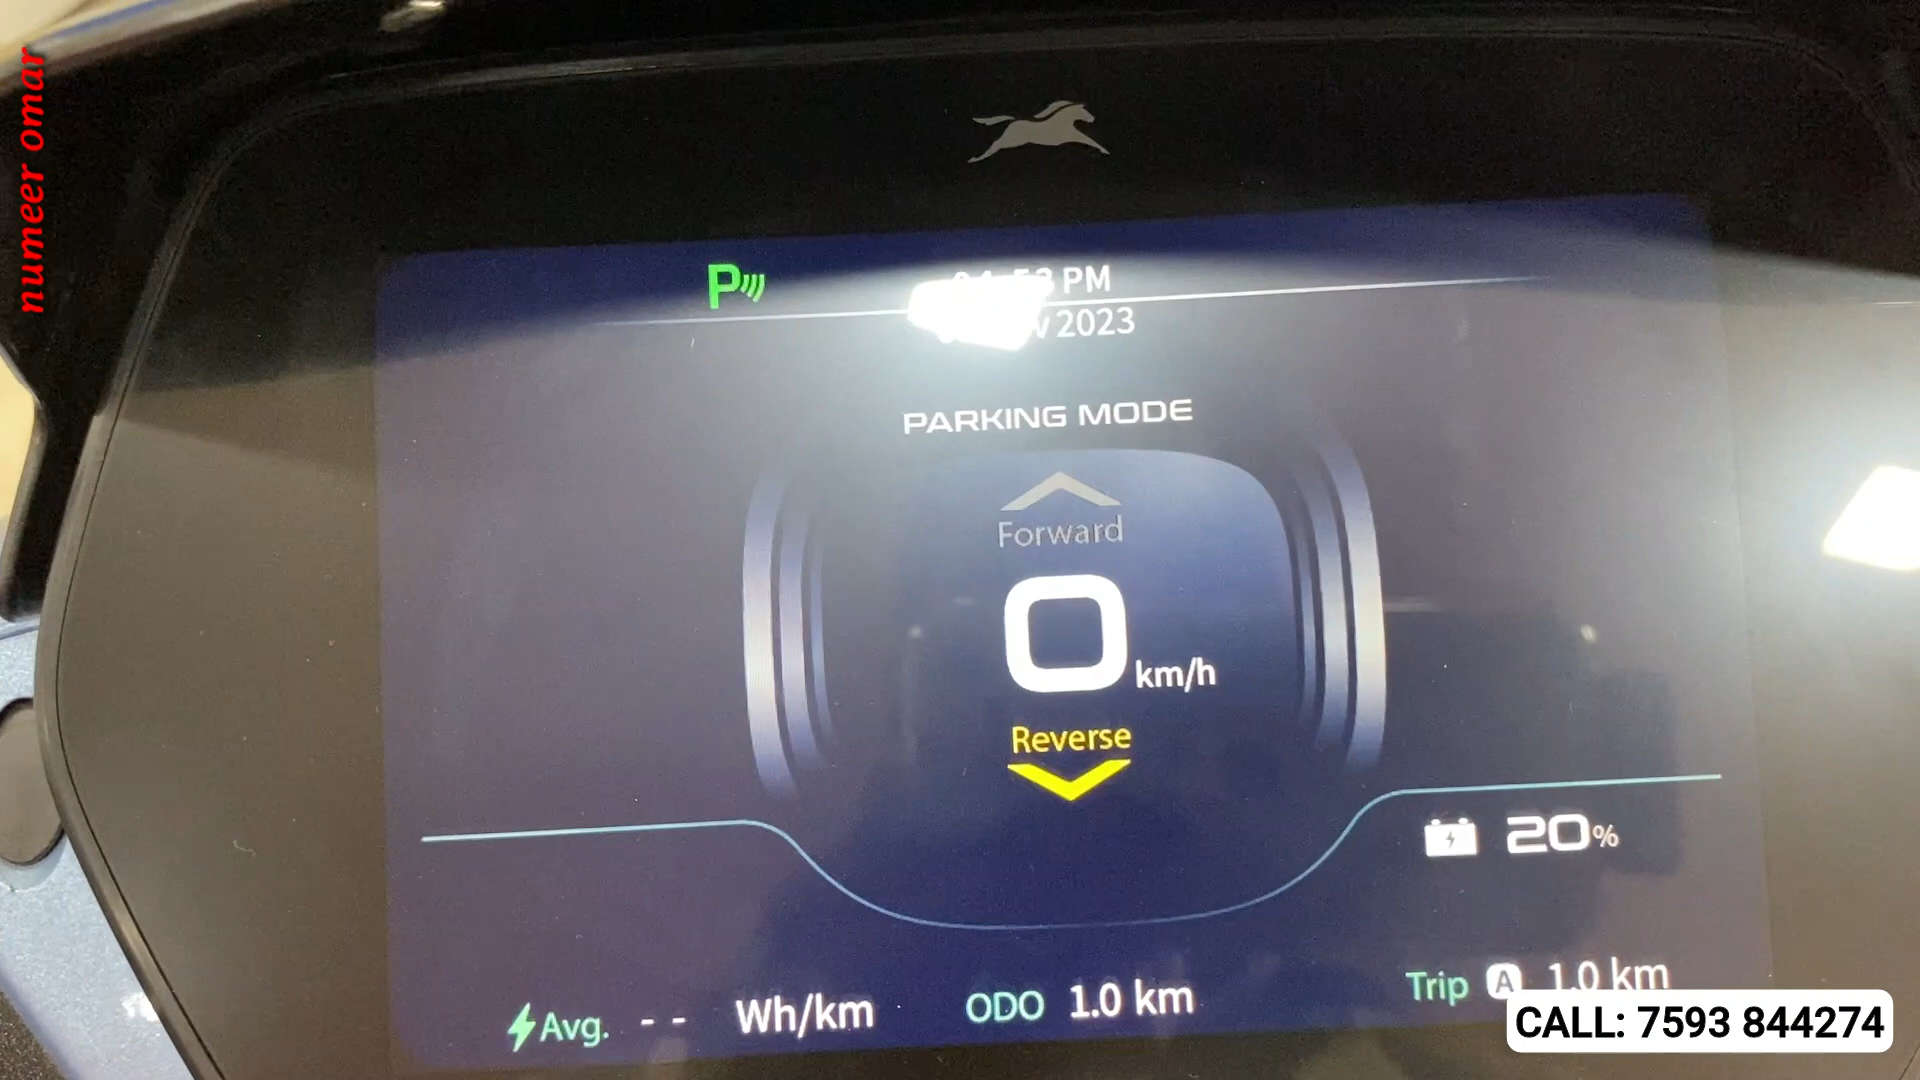 numeer omar
P
PM
2023
PARKING MODE
Forward
0 km/h
Reverse
20%
Avg. -- Wh/km
ODO 1.0 km
Trip A 1.0 km
CALL: 7593 844274